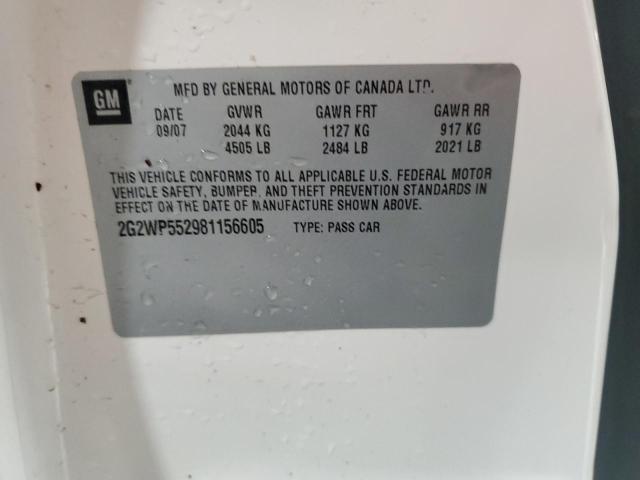 GM
MFD BY GENERAL MOTORS OF CANADA LTD.
DATE GVWR GAWR FRT GAWR RR
09/07 2044 KG 1127 KG 917 KG
4505 LB 2484 LB 2021 LB
THIS VEHICLE CONFORMS TO ALL APPLICABLE U.S. FEDERAL MOTOR
VEHICLE SAFETY, BUMPER, AND THEFT PREVENTION STANDARDS IN
EFFECT ON THE DATE OF MANUFACTURE SHOWN ABOVE.
2G2WP552981156605 TYPE: PASS CAR